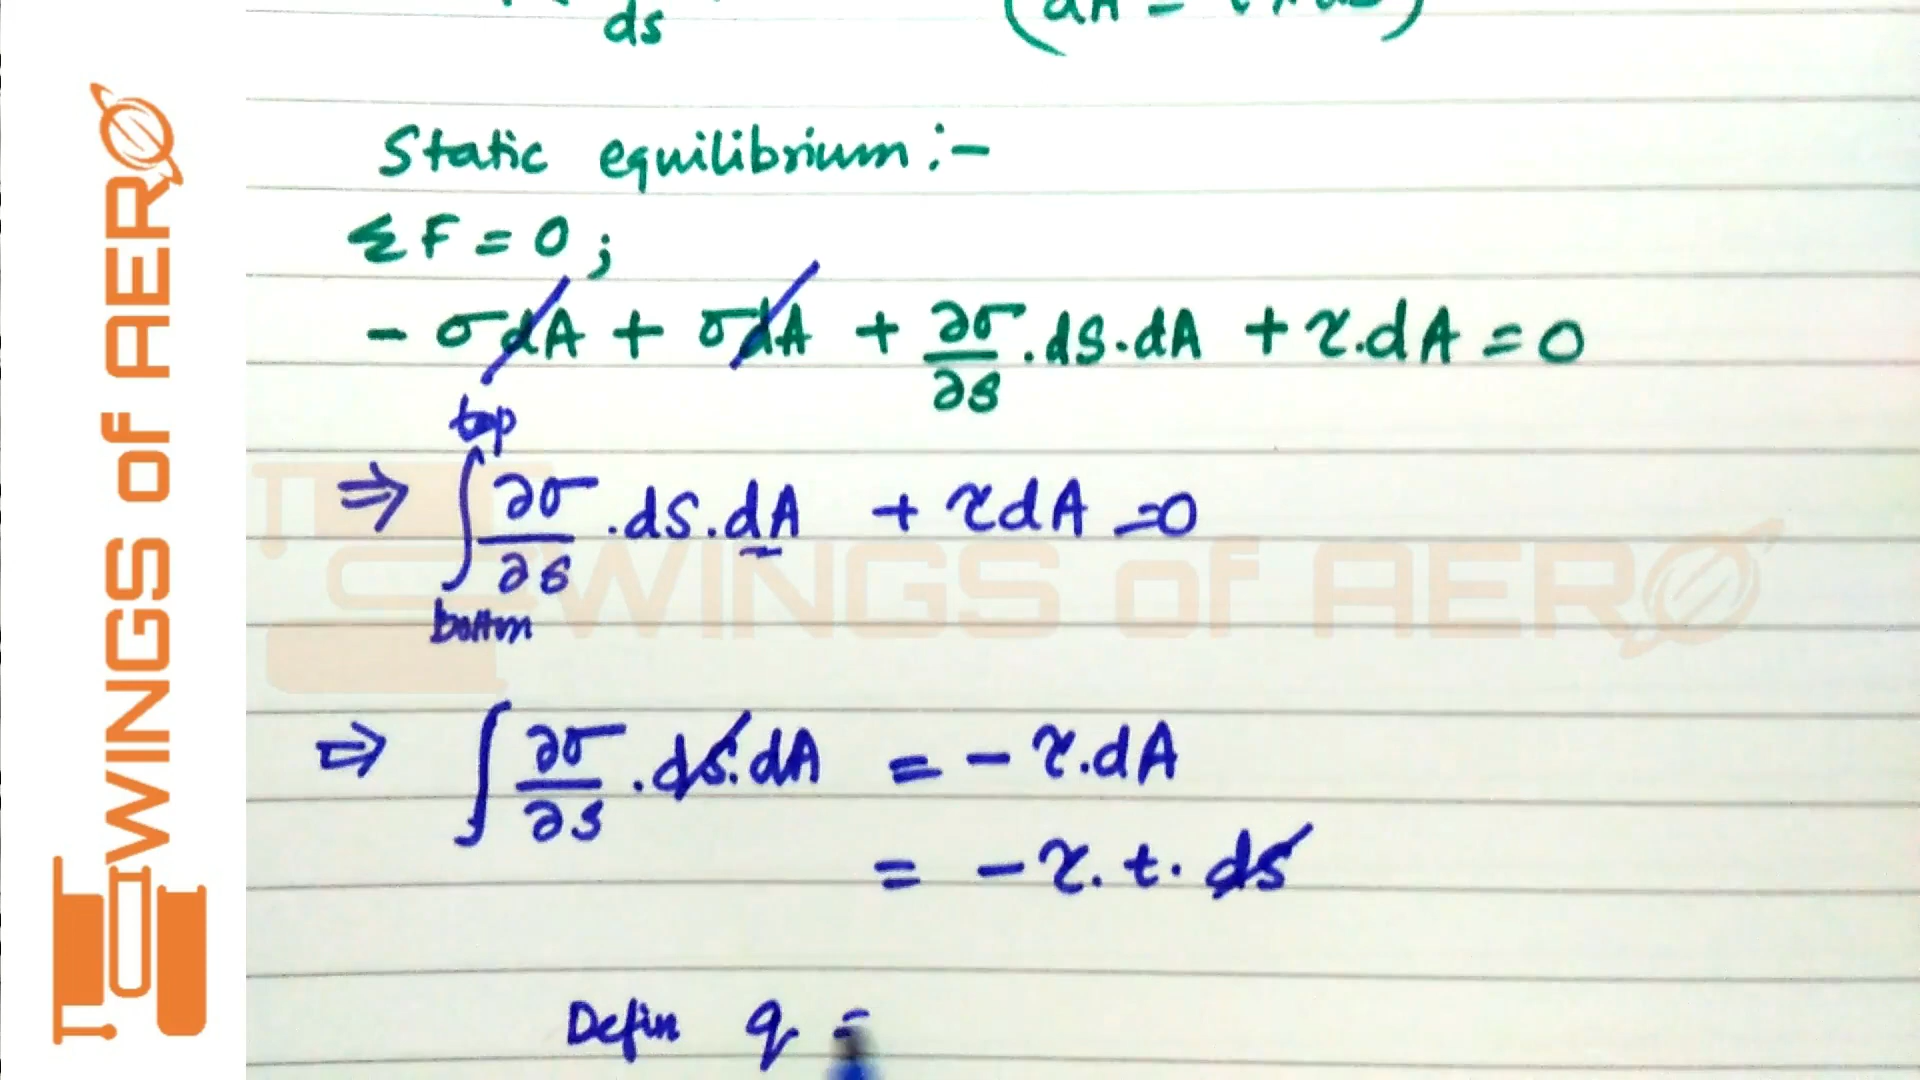 WINGS of AERO
ds
Static equilibrium :-
ΣF = 0 ;
- σdA + σdA + ∂σ/∂s . ds . dA + τ.dA = 0
top
⇒ ∫ ∂σ/∂s . ds . dA + τdA = 0
bottom
WINGS of AERO
⇒ ∫ ∂σ/∂s . ds . dA = - τ.dA
= - τ. t. ds
Defin q =